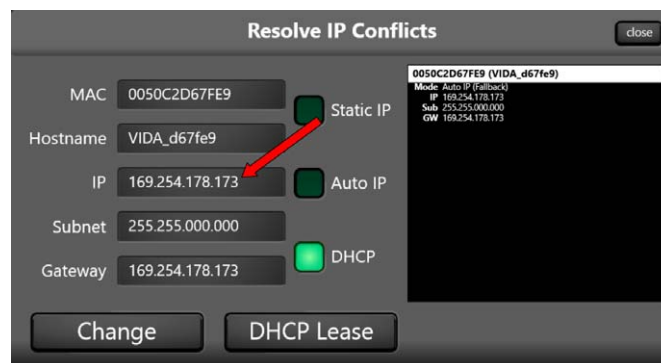 Resolve IP Conflicts
close
MAC 0050C2D67FE9
Hostname VIDA_d67fe9
IP 169.254.178.173
Subnet 255.255.000.000
Gateway 169.254.178.173
Static IP
Auto IP
DHCP
Change
DHCP Lease
0050C2D67FE9 (VIDA_d67fe9)
Mode Auto IP (Fallback)
IP 169.254.178.173
Sub 255.255.000.000
GW 169.254.178.173